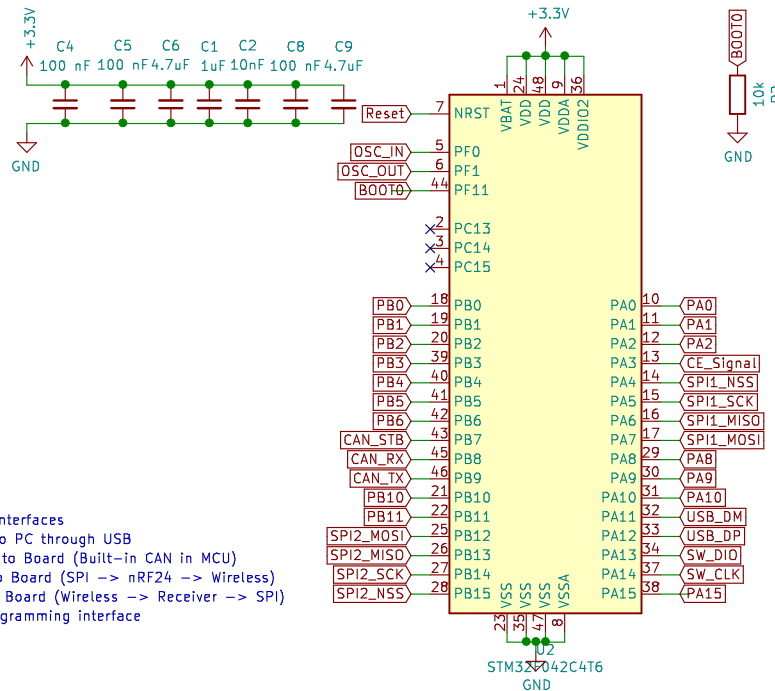 +3.3V
C4 C5 C6 C1 C2 C8 C9
100 nF 100 nF 4.7uF 1uF 10nF 100 nF 4.7uF
GND
+3.3V
BOOT0
10k
GND
1 24 48 9 36
VBAT VDD VDD VDDA VDDIO2
Reset 7 NRST
OSC_IN 5 PF0
OSC_OUT 6 PF1
BOOT0 44 PF11
2 PC13
3 PC14
4 PC15
PB0 18 PB0 PA0 10 PA0
PB1 19 PB1 PA1 11 PA1
PB2 20 PB2 PA2 12 PA2
PB3 39 PB3 PA3 13 CE_Signal
PB4 40 PB4 PA4 14 SPI1_NSS
PB5 41 PB5 PA5 15 SPI1_SCK
PB6 42 PB6 PA6 16 SPI1_MISO
CAN_STB 43 PB7 PA7 17 SPI1_MOSI
CAN_RX 45 PB8 PA8 29 PA8
CAN_TX 46 PB9 PA9 30 PA9
PB10 21 PB10 PA10 31 PA10
PB11 22 PB11 PA11 32 USB_DM
SPI2_MOSI 25 PB12 PA12 33 USB_DP
SPI2_MISO 26 PB13 PA13 34 SW_DIO
SPI2_SCK 27 PB14 PA14 37 SW_CLK
SPI2_NSS 28 PB15 PA15 38 PA15
VSS VSS VSS VSSA
23 35 47 8
U2
STM32F042C4T6
GND
nterfaces
o PC through USB
to Board (Built-in CAN in MCU)
o Board (SPI -> nRF24 -> Wireless)
Board (Wireless -> Receiver -> SPI)
gramming interface